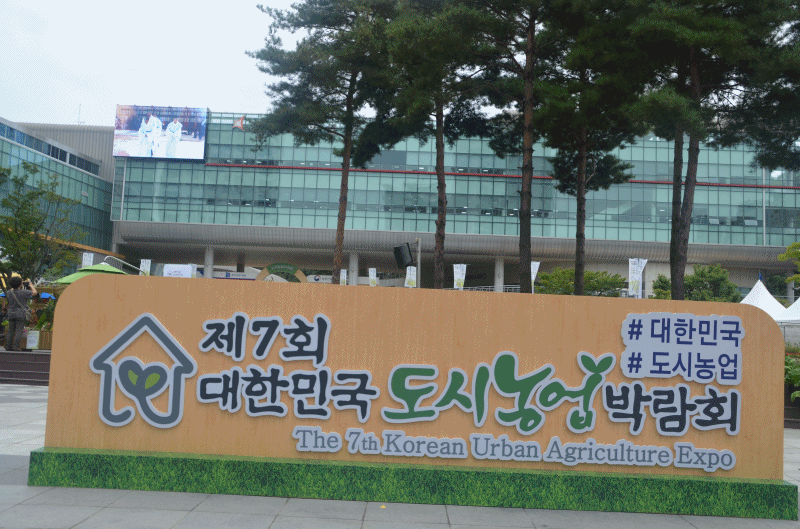 제7회
대한민국 도시농업 박람회
# 대한민국
# 도시농업
The 7th Korean Urban Agriculture Expo